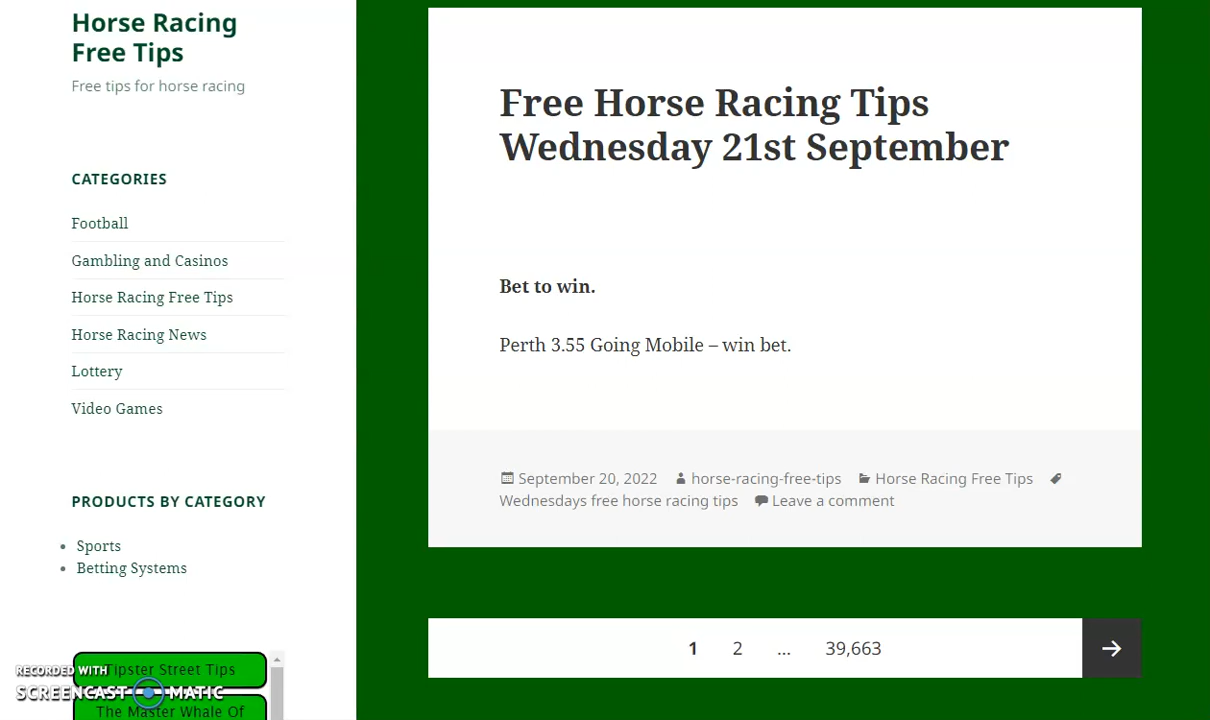 Horse Racing
Free Tips
Free tips for horse racing
CATEGORIES
Football
Gambling and Casinos
Horse Racing Free Tips
Horse Racing News
Lottery
Video Games
PRODUCTS BY CATEGORY
Sports
Betting Systems
Tipster Street Tips
The Master Whale Of
RECORDED WITH
SCREENCAST MATIC
Free Horse Racing Tips
Wednesday 21st September
Bet to win.
Perth 3.55 Going Mobile – win bet.
September 20, 2022 horse-racing-free-tips Horse Racing Free Tips
Wednesdays free horse racing tips Leave a comment
1 2 ... 39,663 →